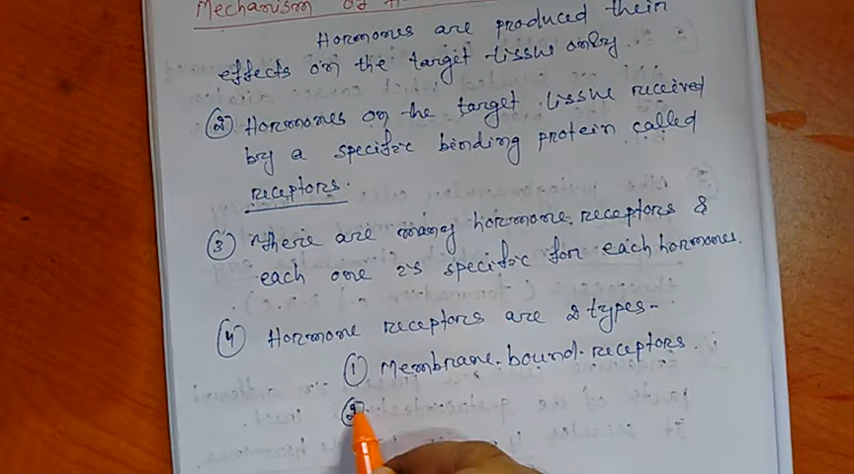 Mechanism of
Hormones are produced their
effects on the target tissue only.
② Hormones on the target tissue received
by a specific binding protein called
receptors.
③ There are many hormone receptors &
each one is specific for each hormones.
④ Hormone receptors are 2 types-
① Membrane-bound-receptors.
②